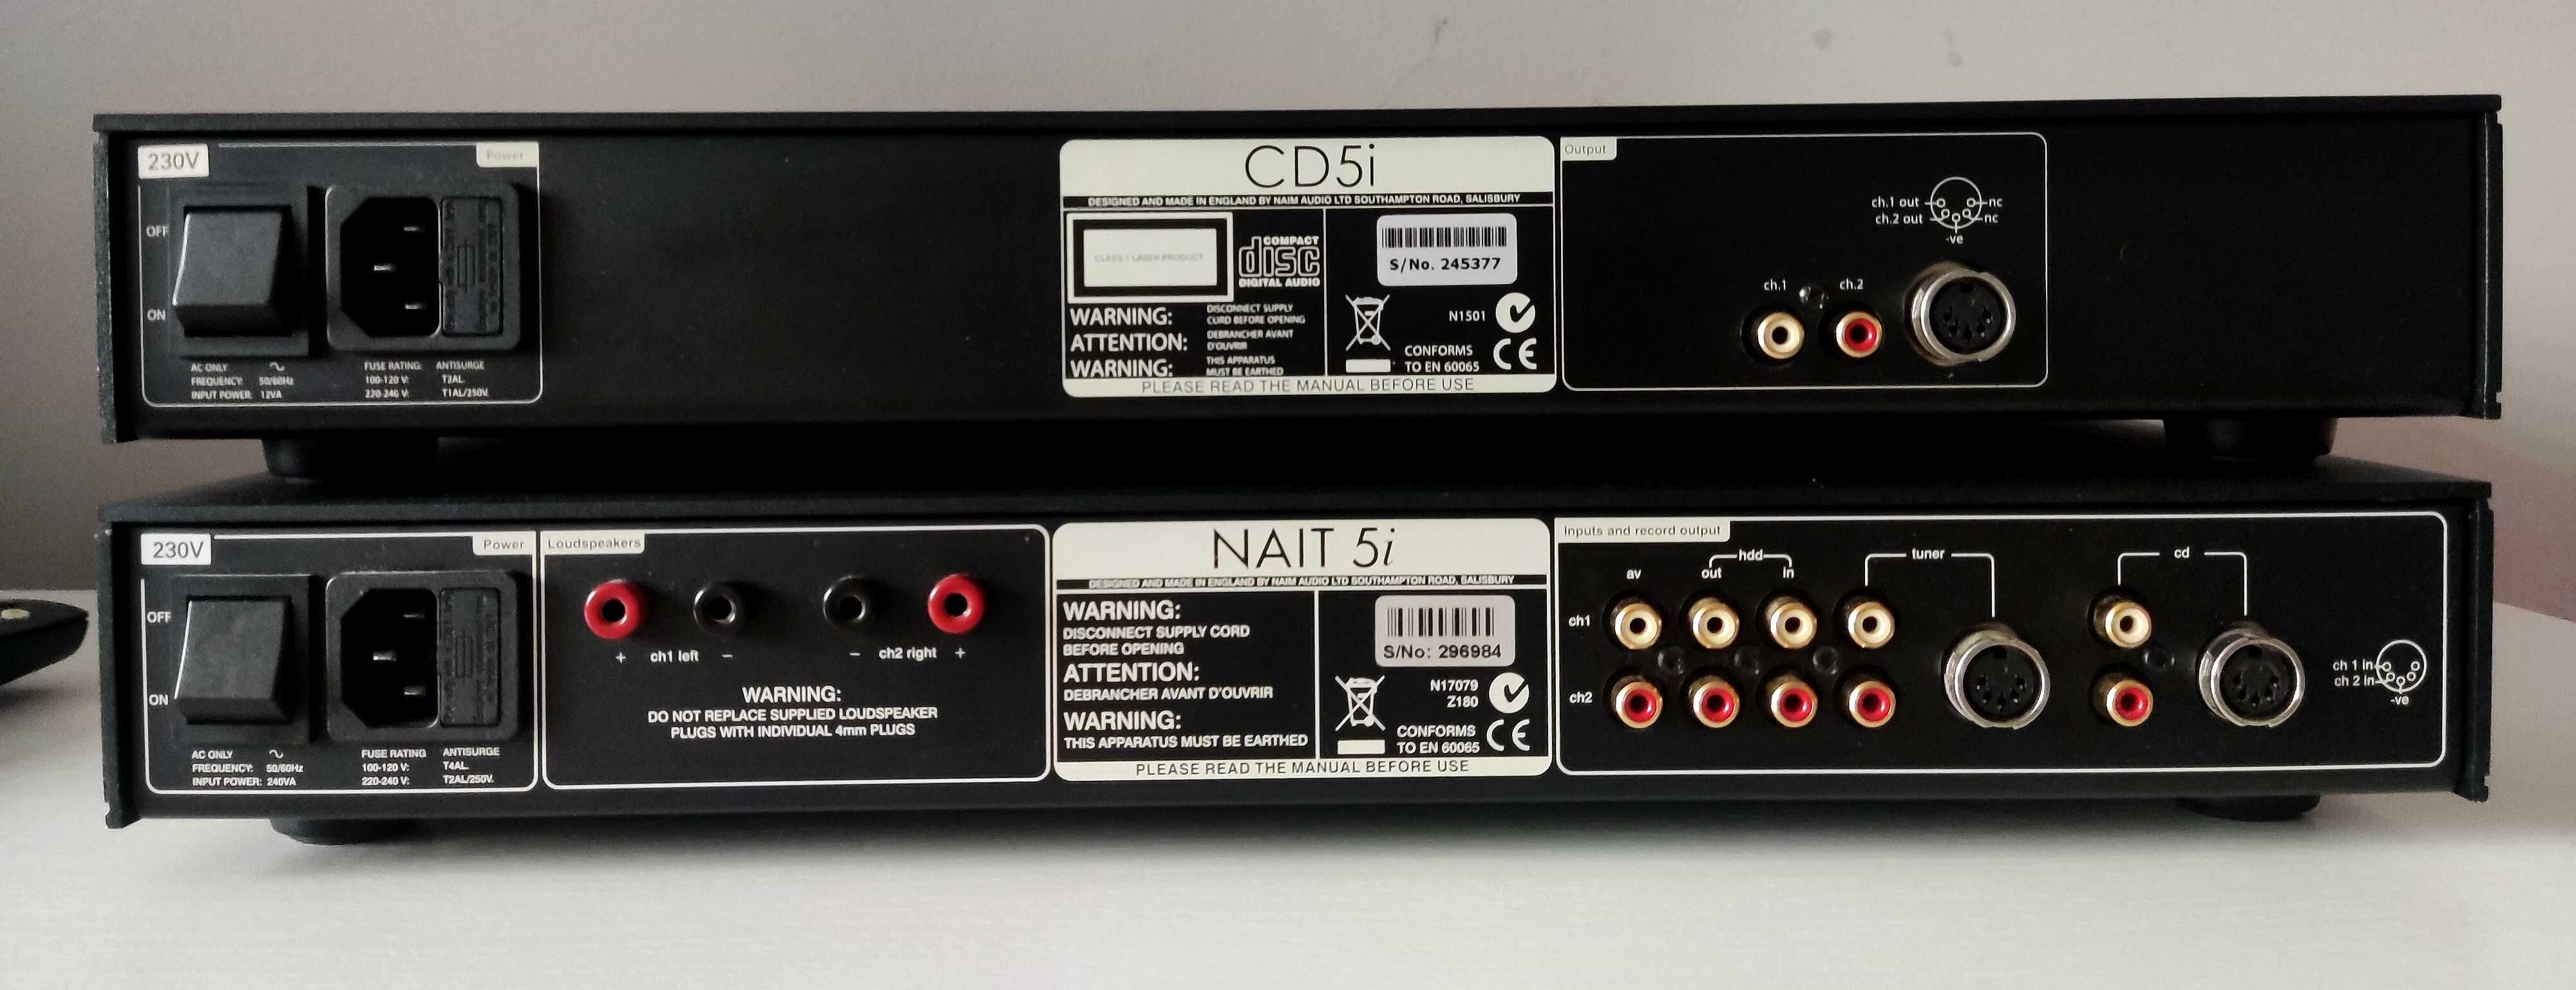 230V
Power
OFF
ON
AC ONLY
FREQUENCY: 50/60Hz
INPUT POWER: 12VA
FUSE RATING: ANTISURGE
100-120 V: T2AL
220-240 V: T1AL/250V.
CD5i
DESIGNED AND MADE IN ENGLAND BY NAIM AUDIO LTD SOUTHAMPTON ROAD, SALISBURY
CLASS 1 LASER PRODUCT
COMPACT
disc
DIGITAL AUDIO
WARNING: DISCONNECT SUPPLY
CORD BEFORE OPENING
ATTENTION: DEBRANCHER AVANT
D'OUVRIR
WARNING: THIS APPARATUS
MUST BE EARTHED
S/No. 245377
N1501
CONFORMS
TO EN 60065
CE
PLEASE READ THE MANUAL BEFORE USE
Output
ch.1 out
ch.2 out
nc
nc
-ve
ch.1
ch.2
230V
Power
OFF
ON
AC ONLY
FREQUENCY: 50/60Hz
INPUT POWER: 240VA
FUSE RATING ANTISURGE
100-120 V: T4AL.
220-240 V: T2AL/250V.
Loudspeakers
+ ch1 left −
− ch2 right +
WARNING:
DO NOT REPLACE SUPPLIED LOUDSPEAKER
PLUGS WITH INDIVIDUAL 4mm PLUGS
NAIT 5i
DESIGNED AND MADE IN ENGLAND BY NAIM AUDIO LTD SOUTHAMPTON ROAD, SALISBURY
WARNING:
DISCONNECT SUPPLY CORD
BEFORE OPENING
ATTENTION:
DEBRANCHER AVANT D'OUVRIR
WARNING:
THIS APPARATUS MUST BE EARTHED
S/No: 296984
N17079
Z180
CONFORMS
TO EN 60065
CE
PLEASE READ THE MANUAL BEFORE USE
Inputs and record output
av
hdd
out
in
tuner
cd
ch1
ch2
ch 1 in
ch 2 in
-ve